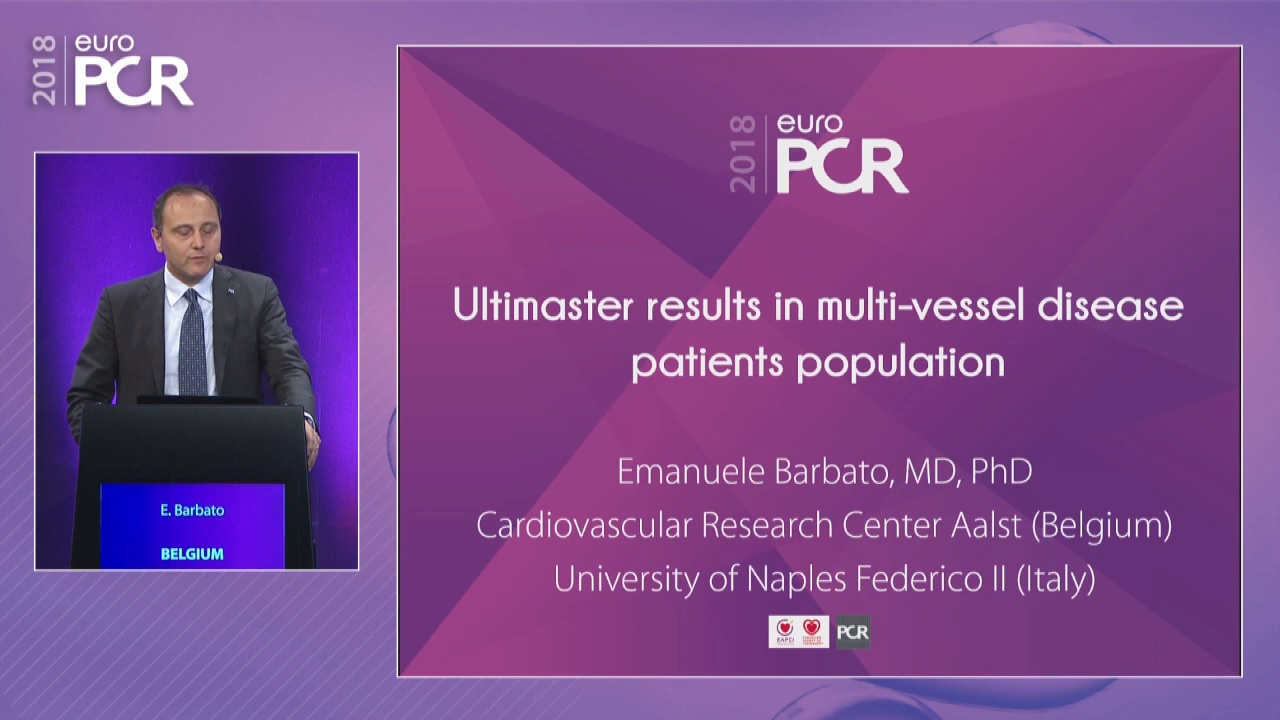 2018
euro
PCR
2018
euro
PCR
Ultimaster results in multi-vessel disease
patients population
Emanuele Barbato, MD, PhD
Cardiovascular Research Center Aalst (Belgium)
University of Naples Federico II (Italy)
EAPCI
PCR
E. Barbato
BELGIUM